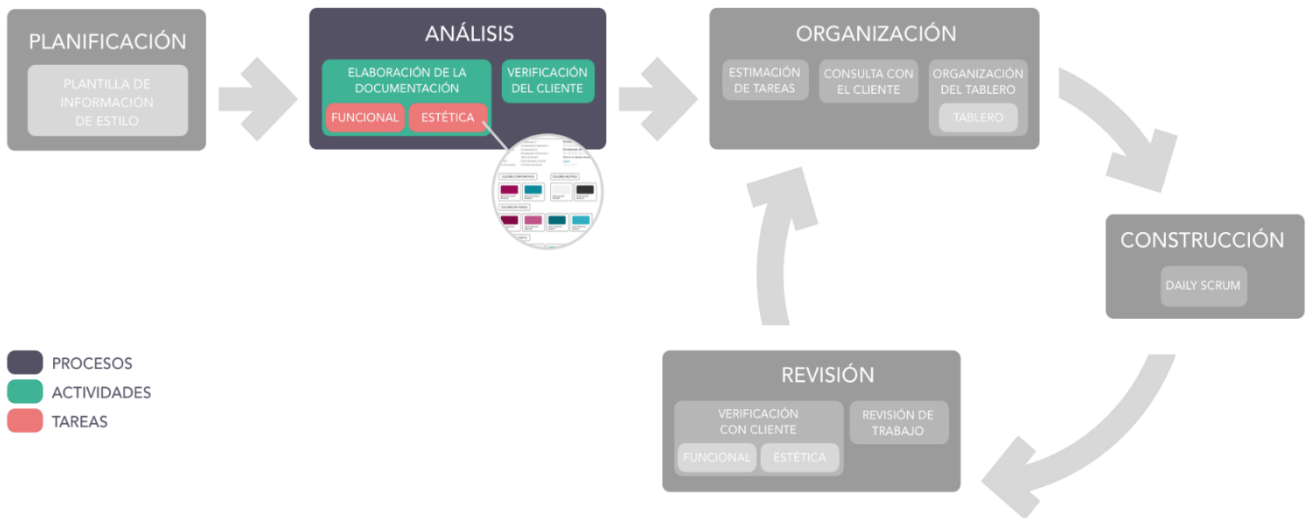 PLANIFICACIÓN
PLANTILLA DE
INFORMACIÓN
DE ESTILO
ANÁLISIS
ELABORACIÓN DE LA
DOCUMENTACIÓN
FUNCIONAL
ESTÉTICA
VERIFICACIÓN
DEL CLIENTE
ORGANIZACIÓN
ESTIMACIÓN
DE TAREAS
CONSULTA CON
EL CLIENTE
ORGANIZACIÓN
DEL TABLERO
TABLERO
CONSTRUCCIÓN
DAILY SCRUM
REVISIÓN
VERIFICACIÓN
CON CLIENTE
FUNCIONAL
ESTÉTICA
REVISIÓN DE
TRABAJO
PROCESOS
ACTIVIDADES
TAREAS